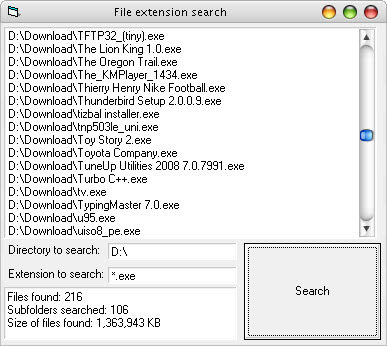 File extension search
D:\Download\TFTP32_(tiny).exe
D:\Download\The Lion King 1.0.exe
D:\Download\The Oregon Trail.exe
D:\Download\The_KMPlayer_1434.exe
D:\Download\Thierry Henry Nike Football.exe
D:\Download\Thunderbird Setup 2.0.0.9.exe
D:\Download\tizbal installer.exe
D:\Download\tnp503le_uni.exe
D:\Download\Toy Story 2.exe
D:\Download\Toyota Company.exe
D:\Download\TuneUp Utilities 2008 7.0.7991.exe
D:\Download\Turbo C++.exe
D:\Download\tv.exe
D:\Download\TypingMaster 7.0.exe
D:\Download\u95.exe
D:\Download\uiso8_pe.exe
Directory to search: D:\
Extension to search: *.exe
Files found: 216
Subfolders searched: 106
Size of files found: 1,363,943 KB
Search